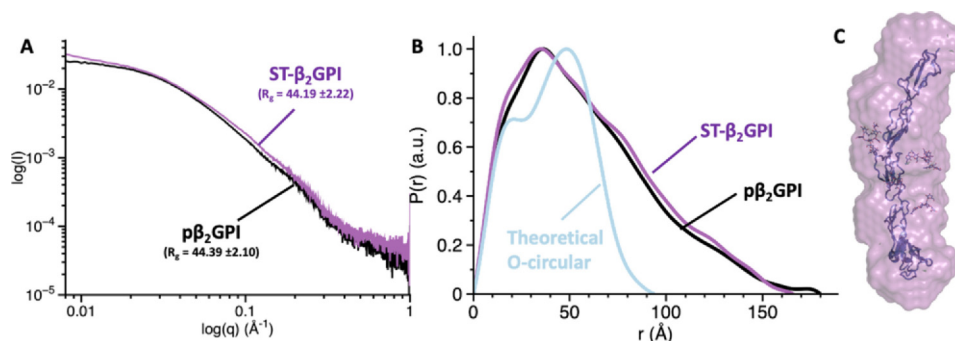 A
ST-β₂GPI
(Rg = 44.19 ±2.22)
pβ₂GPI
(Rg = 44.39 ±2.10)
log(I)
10⁻²
10⁻³
10⁻⁴
10⁻⁵
0.01
0.1
1
log(q) (Å⁻¹)
B
P(r) (a.u.)
1.0
0.8
0.6
0.4
0.2
0
0
50
100
150
r (Å)
ST-β₂GPI
pβ₂GPI
Theoretical
O-circular
C